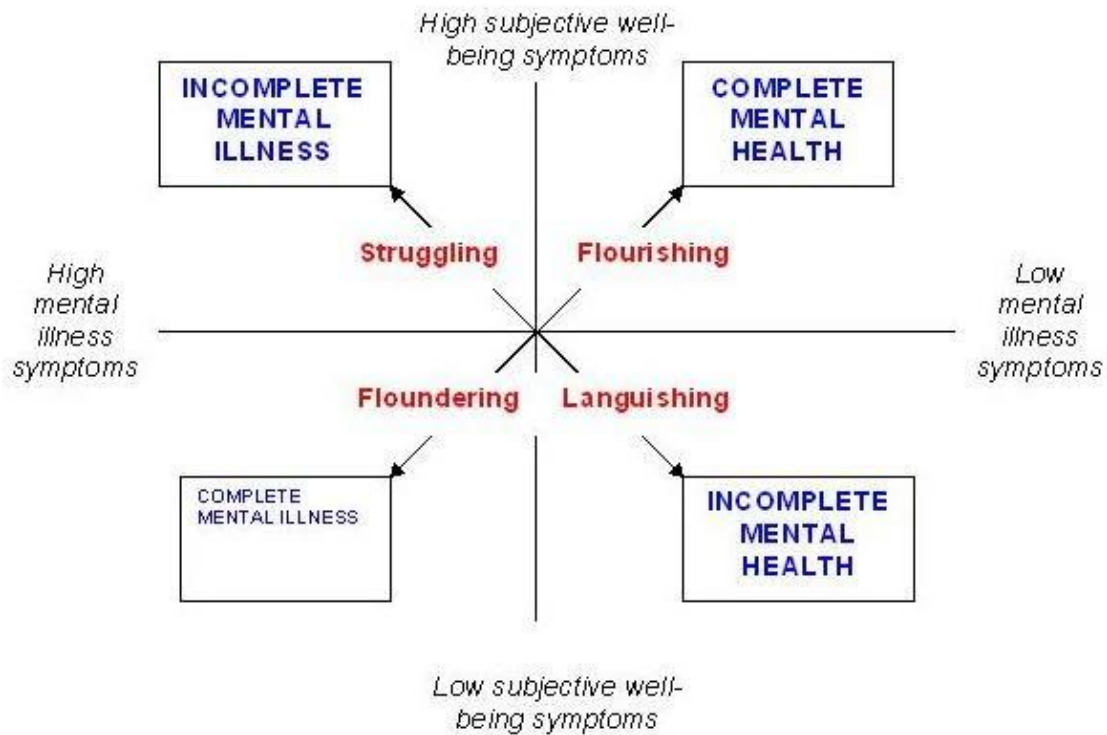 High subjective well-
being symptoms
INCOMPLETE
MENTAL
ILLNESS
COMPLETE
MENTAL
HEALTH
Struggling
Flourishing
High
mental
illness
symptoms
Low
mental
illness
symptoms
Floundering
Languishing
COMPLETE
MENTAL ILLNESS
INCOMPLETE
MENTAL
HEALTH
Low subjective well-
being symptoms